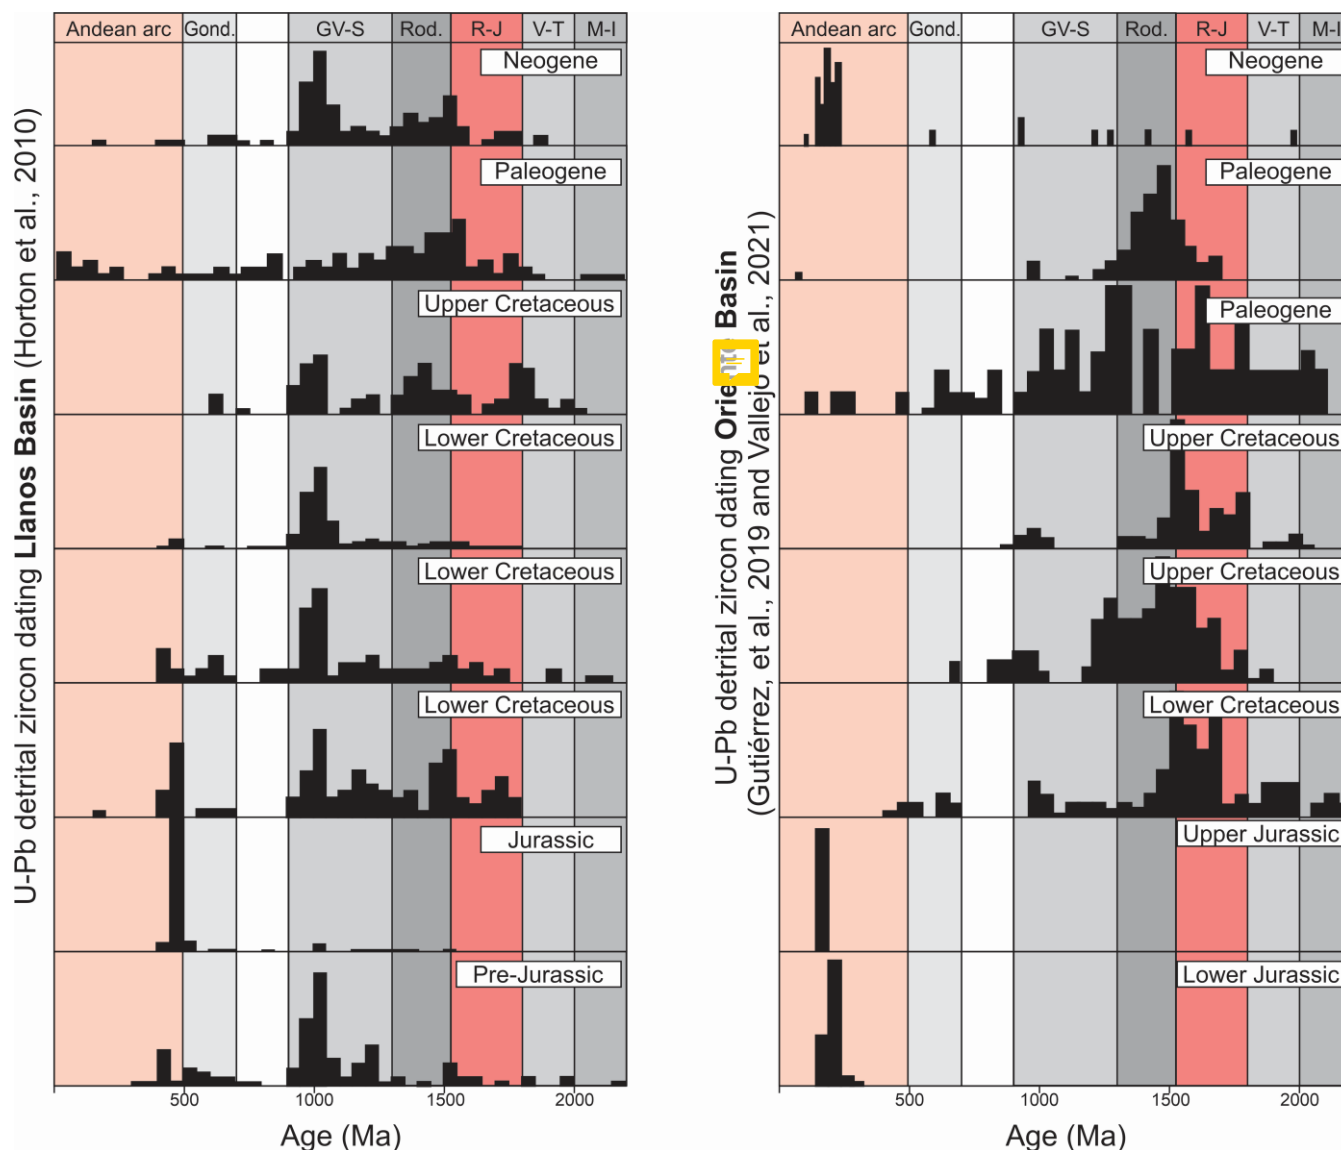 Andean arc Gond. GV-S Rod. R-J V-T M-I
Neogene
Paleogene
Upper Cretaceous
Lower Cretaceous
Lower Cretaceous
Lower Cretaceous
Jurassic
Pre-Jurassic
500 1000 1500 2000
Age (Ma)
U-Pb detrital zircon dating Llanos Basin (Horton et al., 2010)
Andean arc Gond. GV-S Rod. R-J V-T M-I
Neogene
Paleogene
Paleogene
Upper Cretaceous
Upper Cretaceous
Lower Cretaceous
Upper Jurassic
Lower Jurassic
500 1000 1500 2000
Age (Ma)
U-Pb detrital zircon dating Oriente Basin
(Gutiérrez, et al., 2019 and Vallejo et al., 2021)